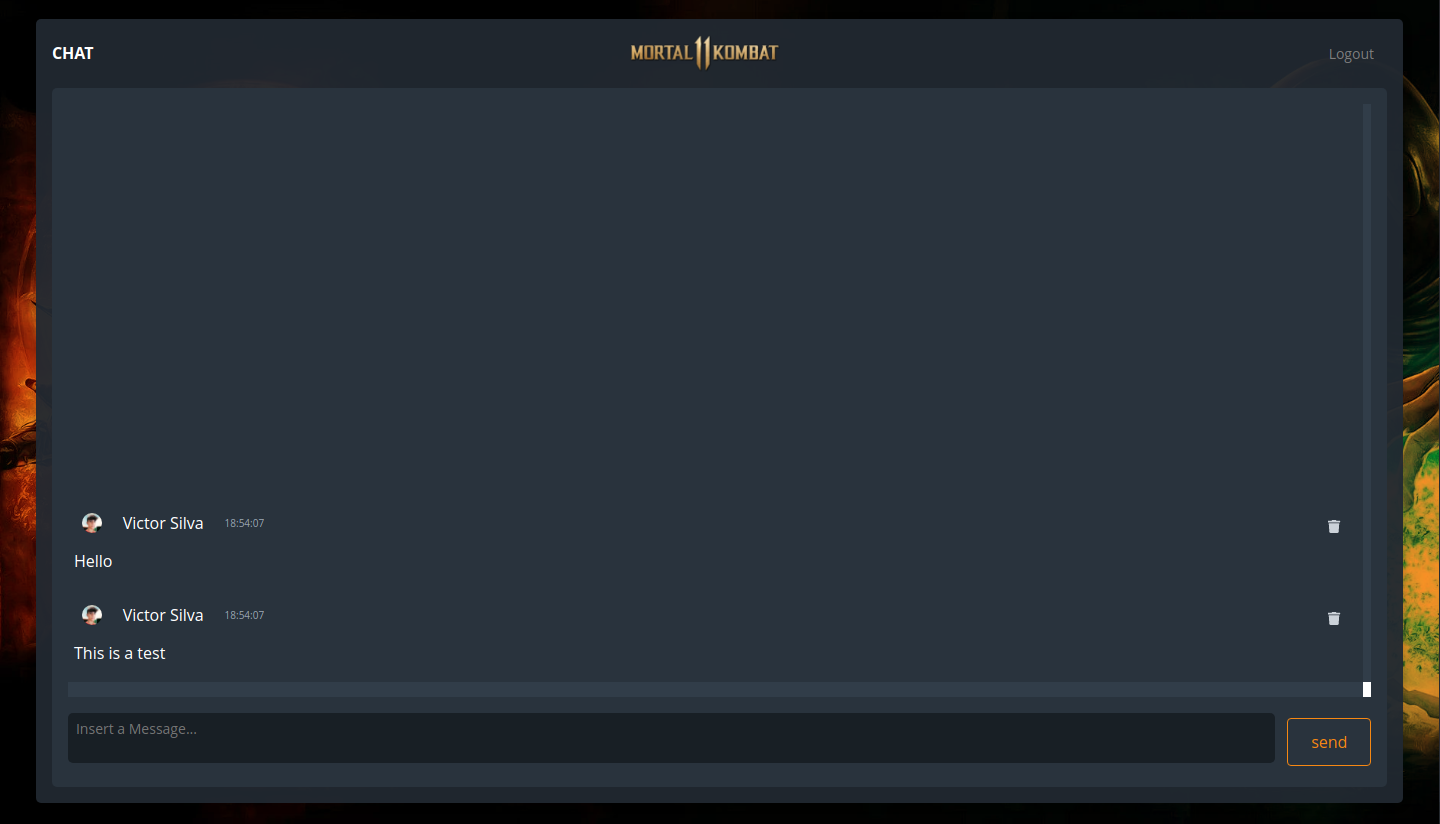 CHAT
MORTAL 11 KOMBAT
Logout
Victor Silva 18:54:07
Hello
Victor Silva 18:54:07
This is a test
Insert a Message...
send